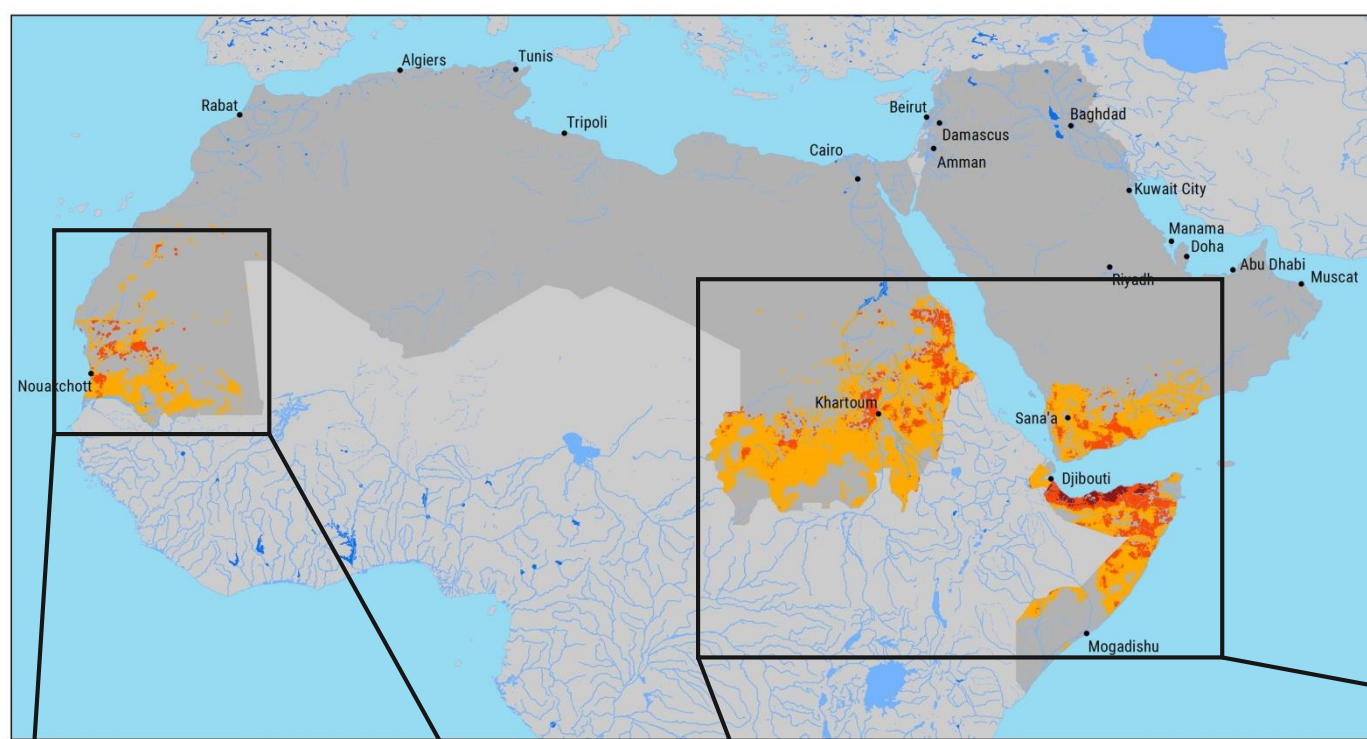 Algiers
Tunis
Rabat
Tripoli
Beirut
Baghdad
Damascus
Cairo
Amman
Kuwait City
Manama
Doha
Abu Dhabi
Riyadh
Muscat
Nouakchott
Khartoum
Sana'a
Djibouti
Mogadishu